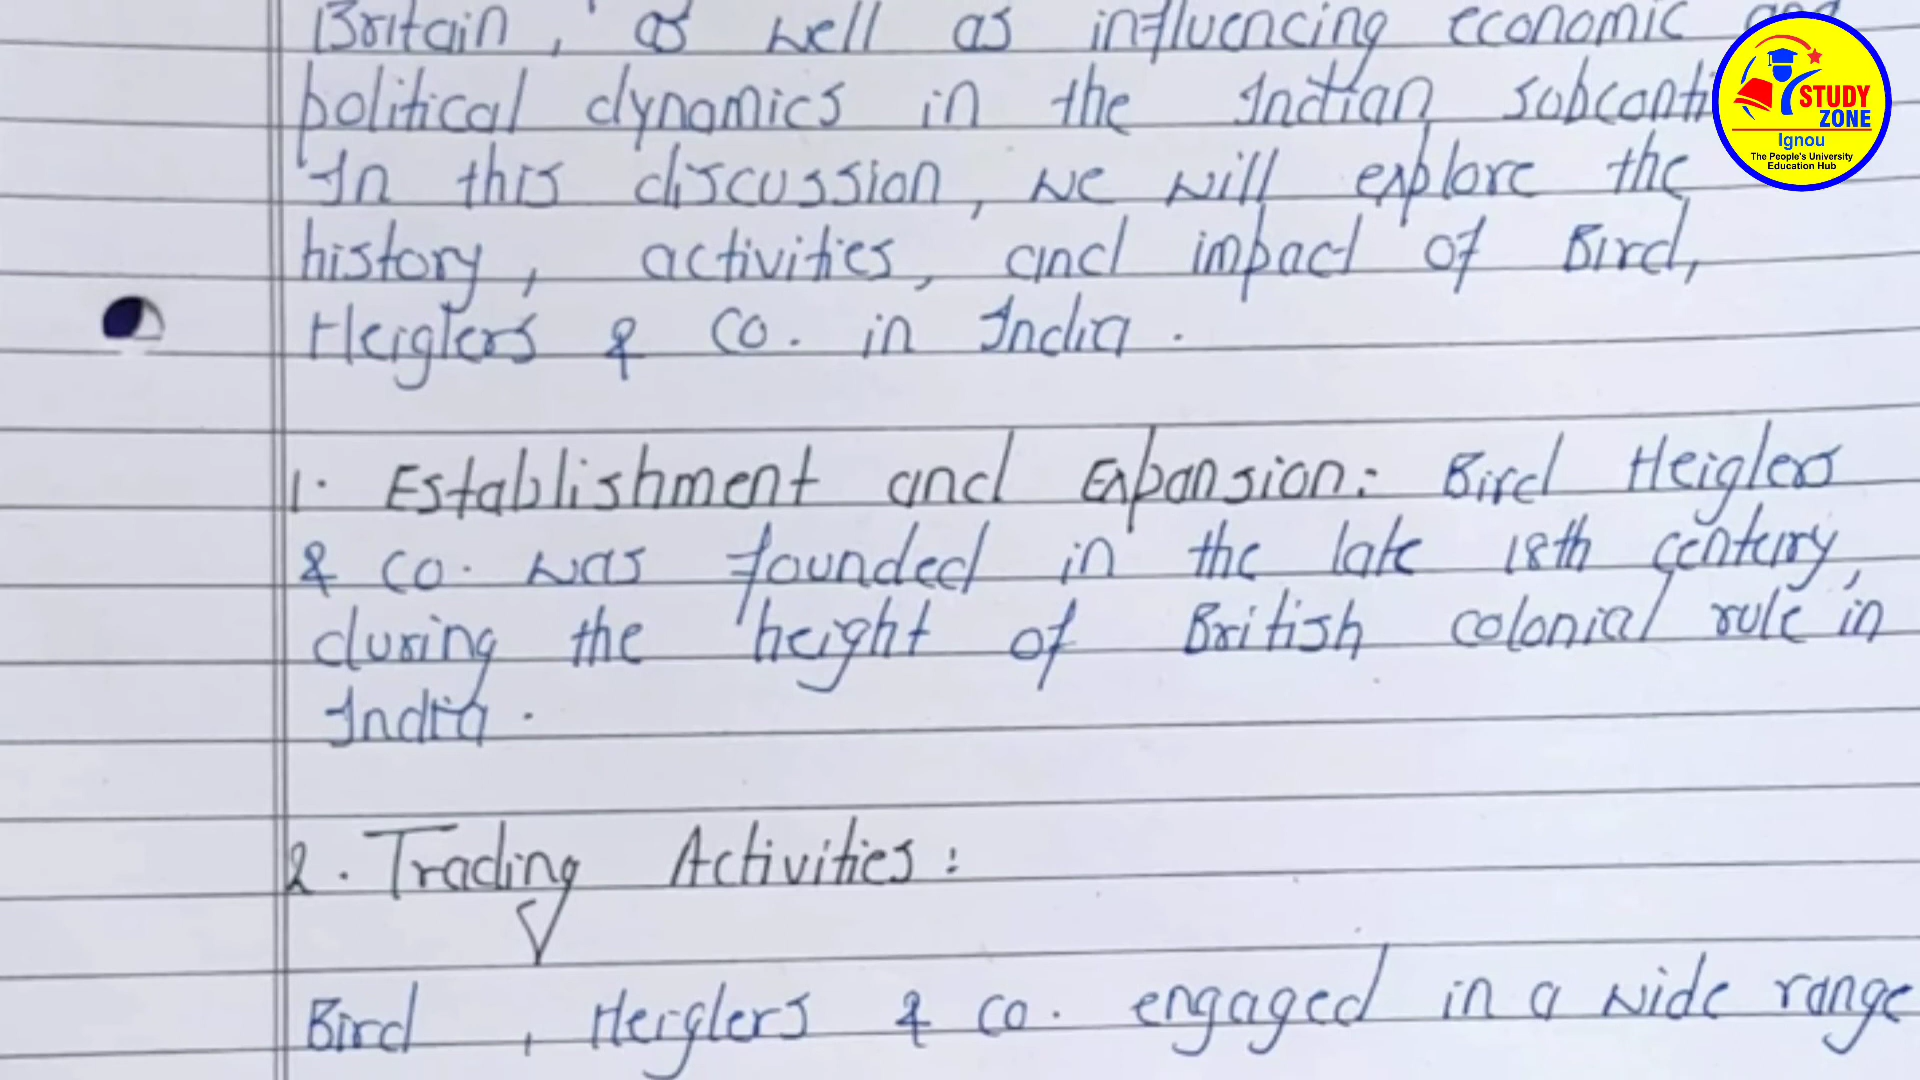 Britain, as well as influencing economic and
political dynamics in the Indian subconti
In this discussion, we will explore the
history, activities, and impact of Bird,
Heiglers & co. in India.
1. Establishment and Expansion: Bird Heiglers
& co. was founded in the late 18th century,
during the height of British colonial rule in
India.
2. Trading Activities:
Bird, Heiglers & co. engaged in a wide range
STUDY
ZONE
Ignou
The People's University
Education Hub